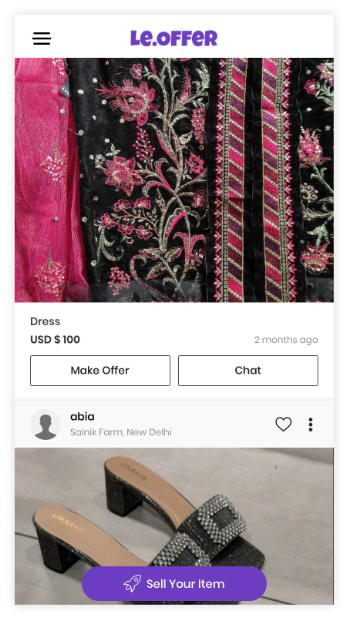 Le.OFFeR
Dress
USD $ 100
2 months ago
Make Offer
Chat
abia
Sainik Farm, New Delhi
Sell Your Item